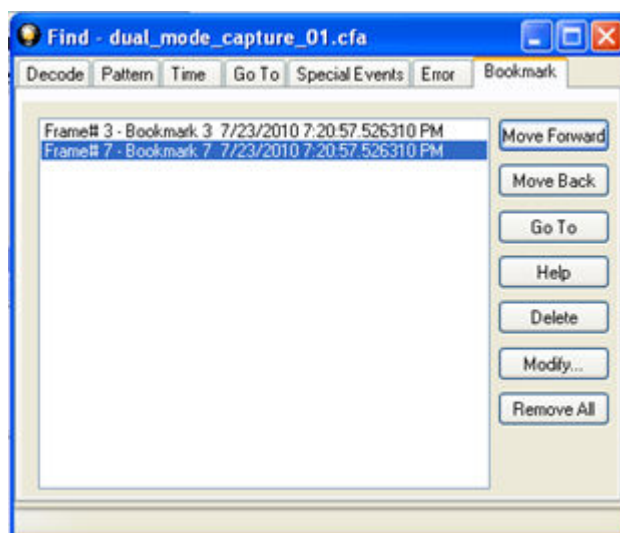 Find - dual_mode_capture_01.cfa
Decode Pattern Time Go To Special Events Error Bookmark
Frame# 3 - Bookmark 3 7/23/2010 7:20:57.526310 PM
Frame# 7 - Bookmark 7 7/23/2010 7:20:57.526310 PM
Move Forward
Move Back
Go To
Help
Delete
Modify...
Remove All